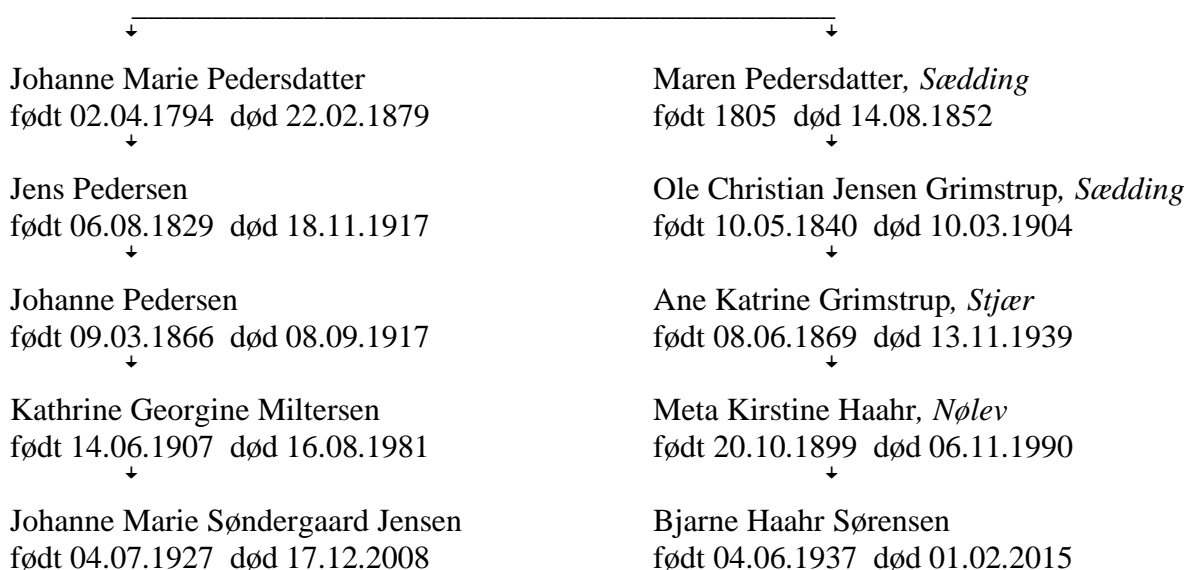 Johanne Marie Pedersdatter
født 02.04.1794 død 22.02.1879
Jens Pedersen
født 06.08.1829 død 18.11.1917
Johanne Pedersen
født 09.03.1866 død 08.09.1917
Kathrine Georgine Miltersen
født 14.06.1907 død 16.08.1981
Johanne Marie Søndergaard Jensen
født 04.07.1927 død 17.12.2008
Maren Pedersdatter, Sædding
født 1805 død 14.08.1852
Ole Christian Jensen Grimstrup, Sædding
født 10.05.1840 død 10.03.1904
Ane Katrine Grimstrup, Stjær
født 08.06.1869 død 13.11.1939
Meta Kirstine Haahr, Nølev
født 20.10.1899 død 06.11.1990
Bjarne Haahr Sørensen
født 04.06.1937 død 01.02.2015